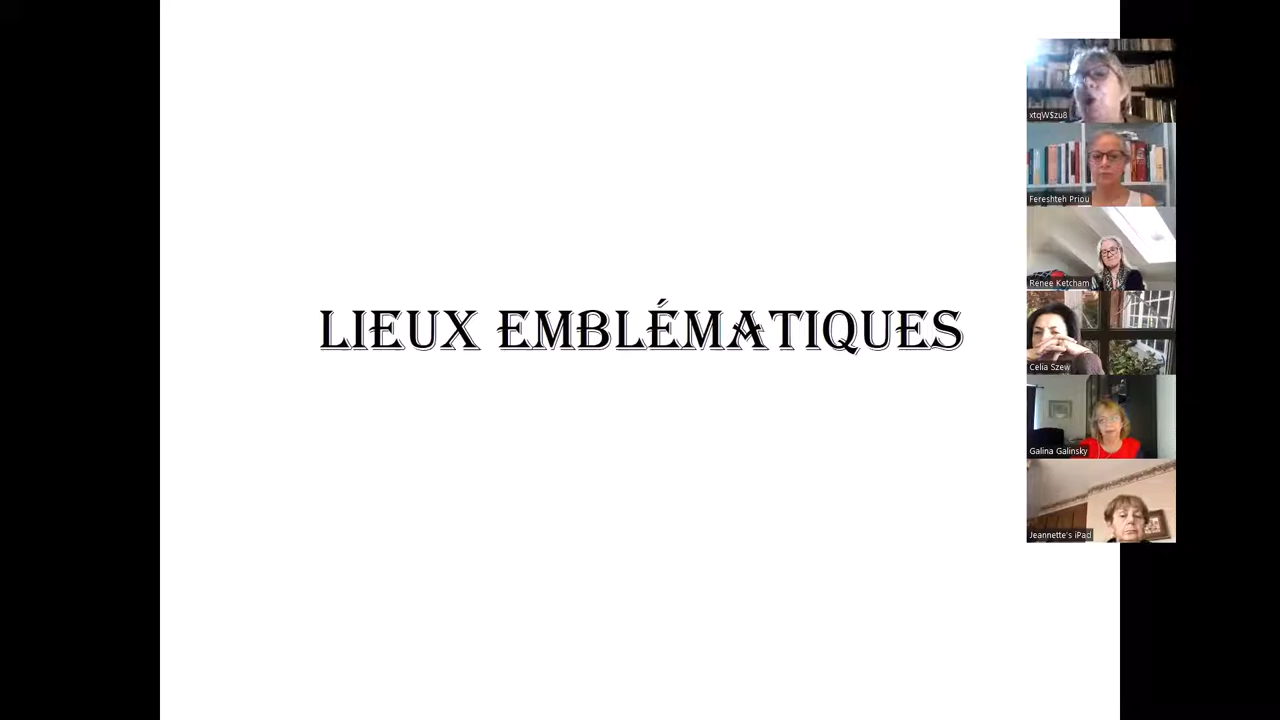 LIEUX EMBLÉMATIQUES
xtqW$zu8
Fereshteh Priou
Renee Ketcham
Celia Szew
Galina Galinsky
Jeannette's iPad